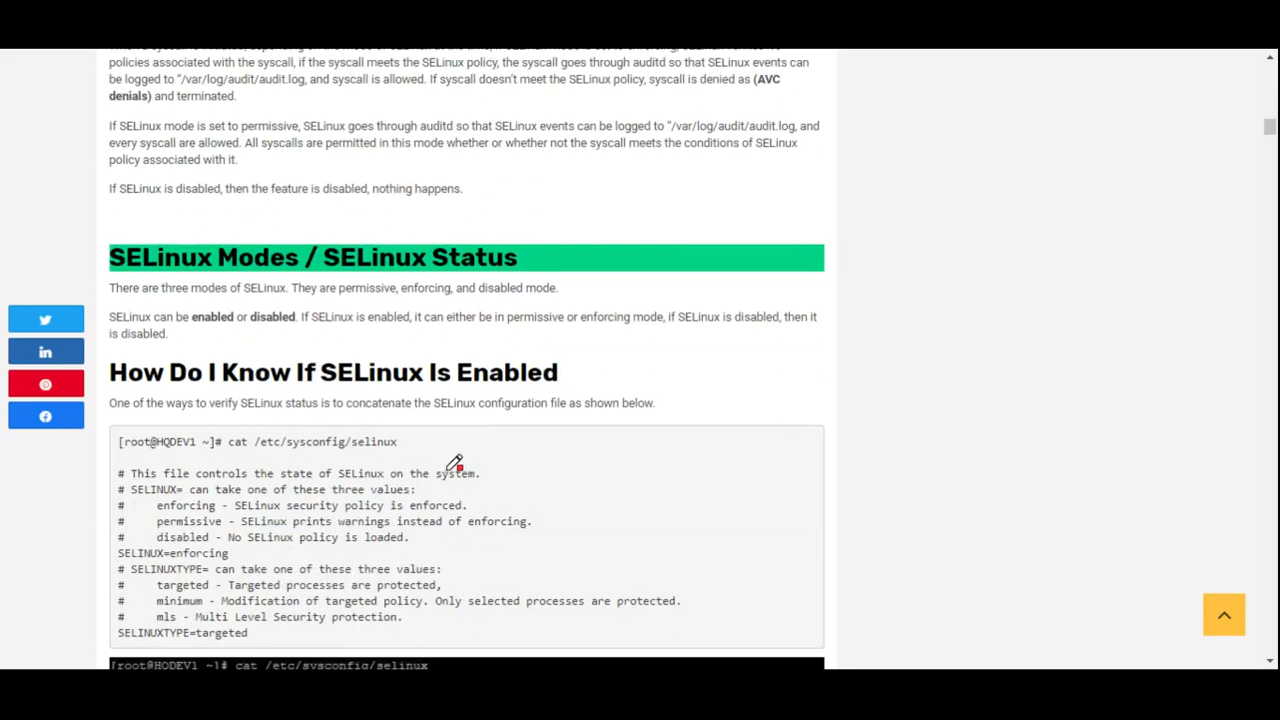 policies associated with the syscall, if the syscall meets the SELinux policy, the syscall goes through auditd so that SELinux events can
be logged to “/var/log/audit/audit.log, and syscall is allowed. If syscall doesn't meet the SELinux policy, syscall is denied as (AVC
denials) and terminated.
If SELinux mode is set to permissive, SELinux goes through auditd so that SELinux events can be logged to “/var/log/audit/audit.log, and
every syscall are allowed. All syscalls are permitted in this mode whether or whether not the syscall meets the conditions of SELinux
policy associated with it.
If SELinux is disabled, then the feature is disabled, nothing happens.
SELinux Modes / SELinux Status
There are three modes of SELinux. They are permissive, enforcing, and disabled mode.
SELinux can be enabled or disabled. If SELinux is enabled, it can either be in permissive or enforcing mode, if SELinux is disabled, then it
is disabled.
How Do I Know If SELinux Is Enabled
One of the ways to verify SELinux status is to concatenate the SELinux configuration file as shown below.
[root@HQDEV1 ~]# cat /etc/sysconfig/selinux
# This file controls the state of SELinux on the system.
# SELINUX= can take one of these three values:
#     enforcing - SELinux security policy is enforced.
#     permissive - SELinux prints warnings instead of enforcing.
#     disabled - No SELinux policy is loaded.
SELINUX=enforcing
# SELINUXTYPE= can take one of these three values:
#     targeted - Targeted processes are protected,
#     minimum - Modification of targeted policy. Only selected processes are protected.
#     mls - Multi Level Security protection.
SELINUXTYPE=targeted
[root@HQDEV1 ~]# cat /etc/sysconfig/selinux